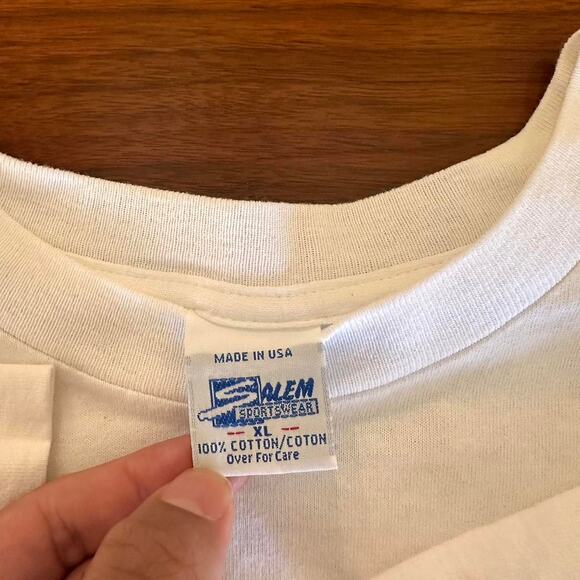 MADE IN USA
SALEM
SPORTSWEAR
XL
100% COTTON/COTON
Over For Care